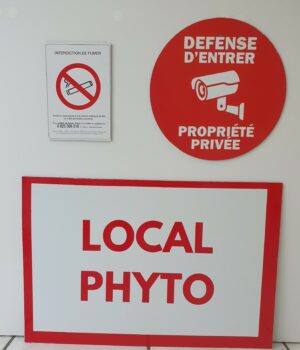 INTERDICTION DE FUMER
DEFENSE
D'ENTRER
PROPRIÉTÉ
PRIVÉE
LOCAL
PHYTO